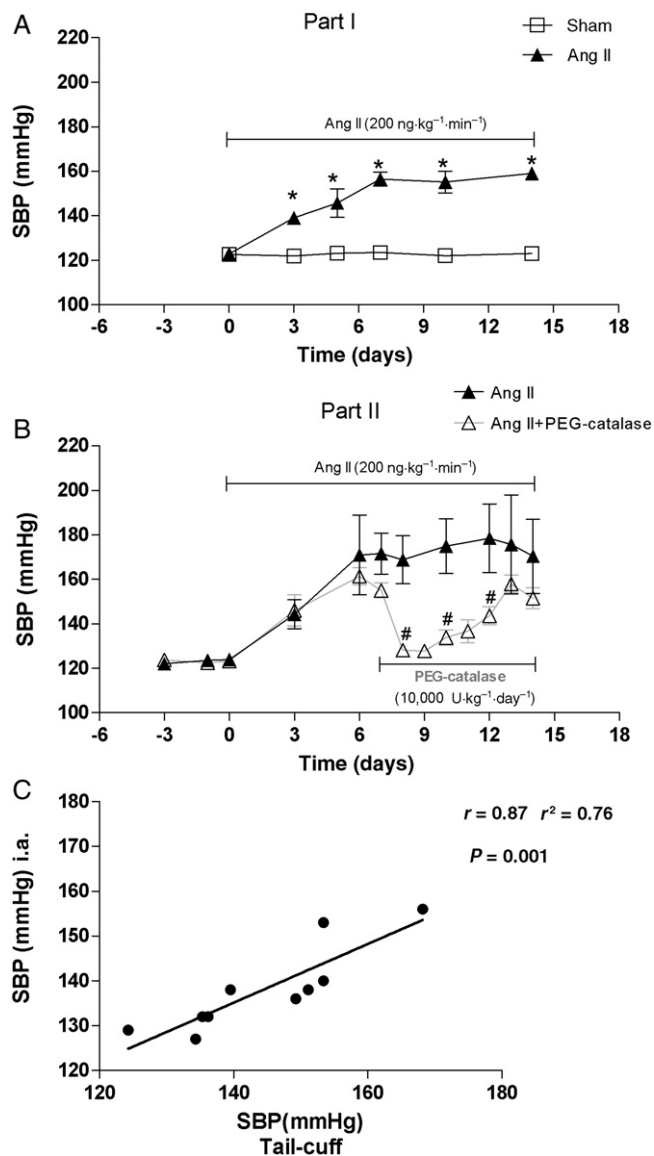 A
Part I
Sham
Ang II
220
200
180
160
140
120
100
SBP (mmHg)
Ang II (200 ng·kg⁻¹·min⁻¹)
* * * * *
-6 -3 0 3 6 9 12 15 18
Time (days)
Part II
Ang II
Ang II+PEG-catalase
B
220
200
180
160
140
120
100
SBP (mmHg)
Ang II (200 ng·kg⁻¹·min⁻¹)
# # #
PEG-catalase
(10,000 U·kg⁻¹·day⁻¹)
-6 -3 0 3 6 9 12 15 18
Time (days)
C
180
170
160
150
140
130
120
SBP (mmHg) i.a.
r = 0.87 r² = 0.76
P = 0.001
120 140 160 180
SBP(mmHg)
Tail-cuff